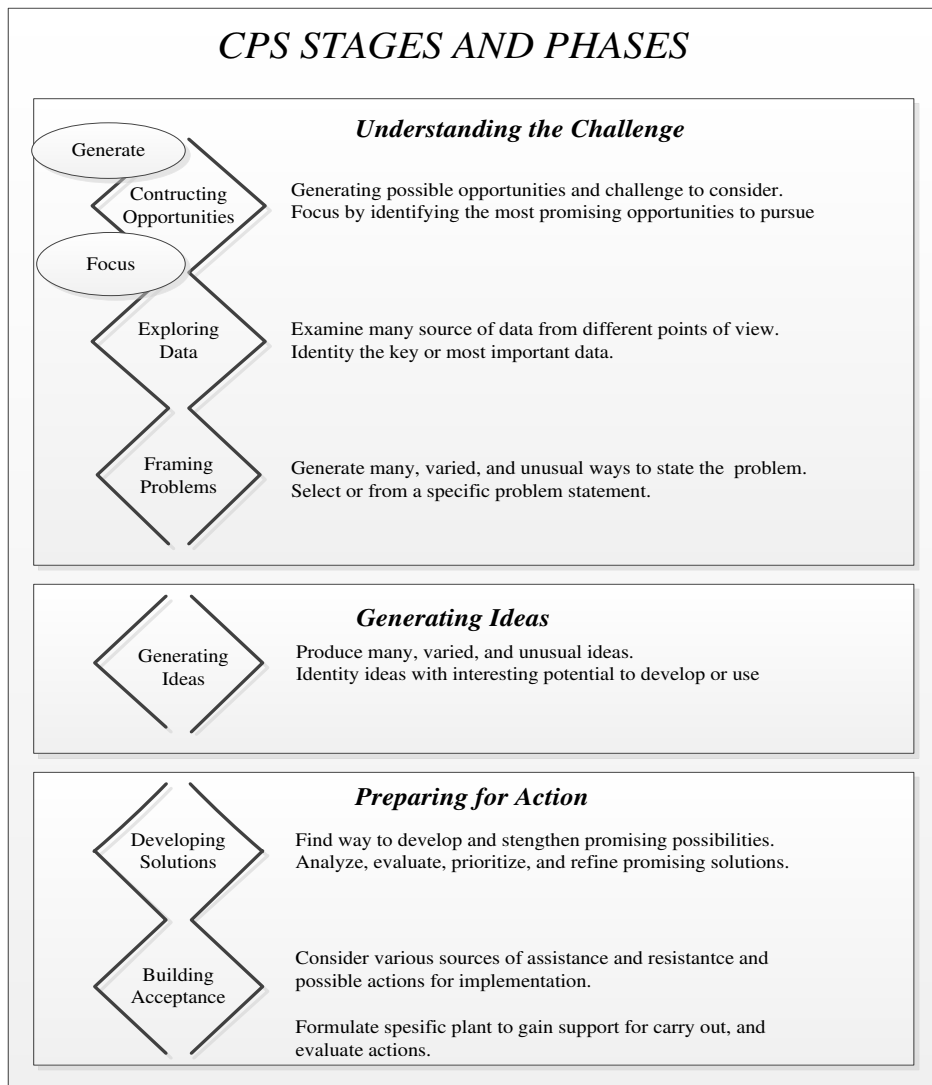 CPS STAGES AND PHASES
Understanding the Challenge
Generate
Contructing
Opportunities
Generating possible opportunities and challenge to consider.
Focus by identifying the most promising opportunities to pursue
Focus
Exploring
Data
Examine many source of data from different points of view.
Identity the key or most important data.
Framing
Problems
Generate many, varied, and unusual ways to state the problem.
Select or from a specific problem statement.
Generating Ideas
Generating
Ideas
Produce many, varied, and unusual ideas.
Identity ideas with interesting potential to develop or use
Preparing for Action
Developing
Solutions
Find way to develop and stengthen promising possibilities.
Analyze, evaluate, prioritize, and refine promising solutions.
Building
Acceptance
Consider various sources of assistance and resistantce and
possible actions for implementation.
Formulate spesific plant to gain support for carry out, and
evaluate actions.